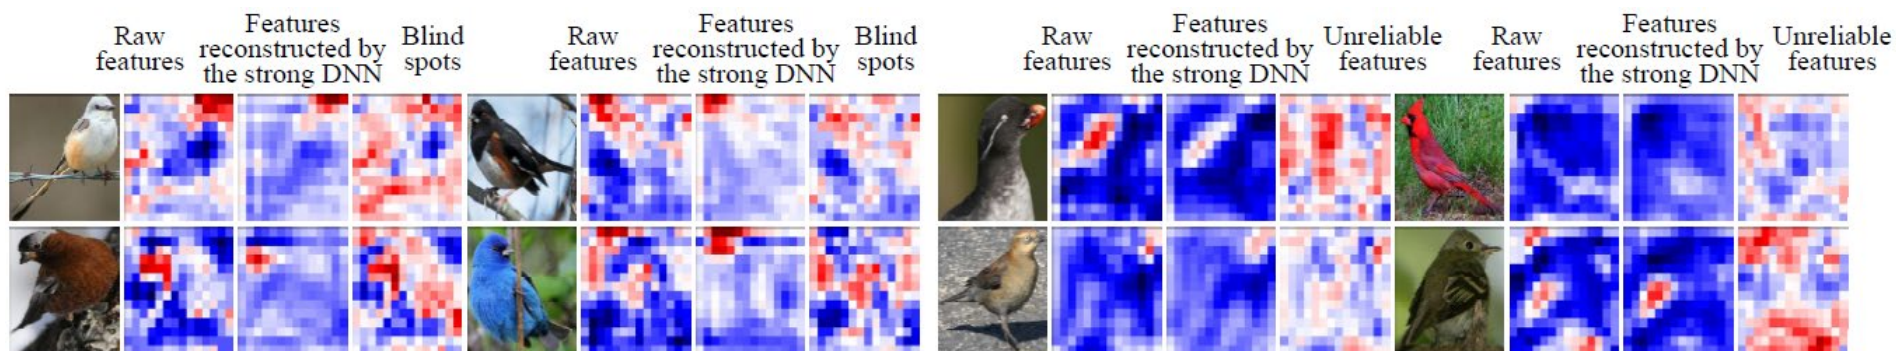 Raw
features
Features
reconstructed by
the strong DNN
Blind
spots
Raw
features
Features
reconstructed by
the strong DNN
Blind
spots
Raw
features
Features
reconstructed by
the strong DNN
Unreliable
features
Raw
features
Features
reconstructed by
the strong DNN
Unreliable
features